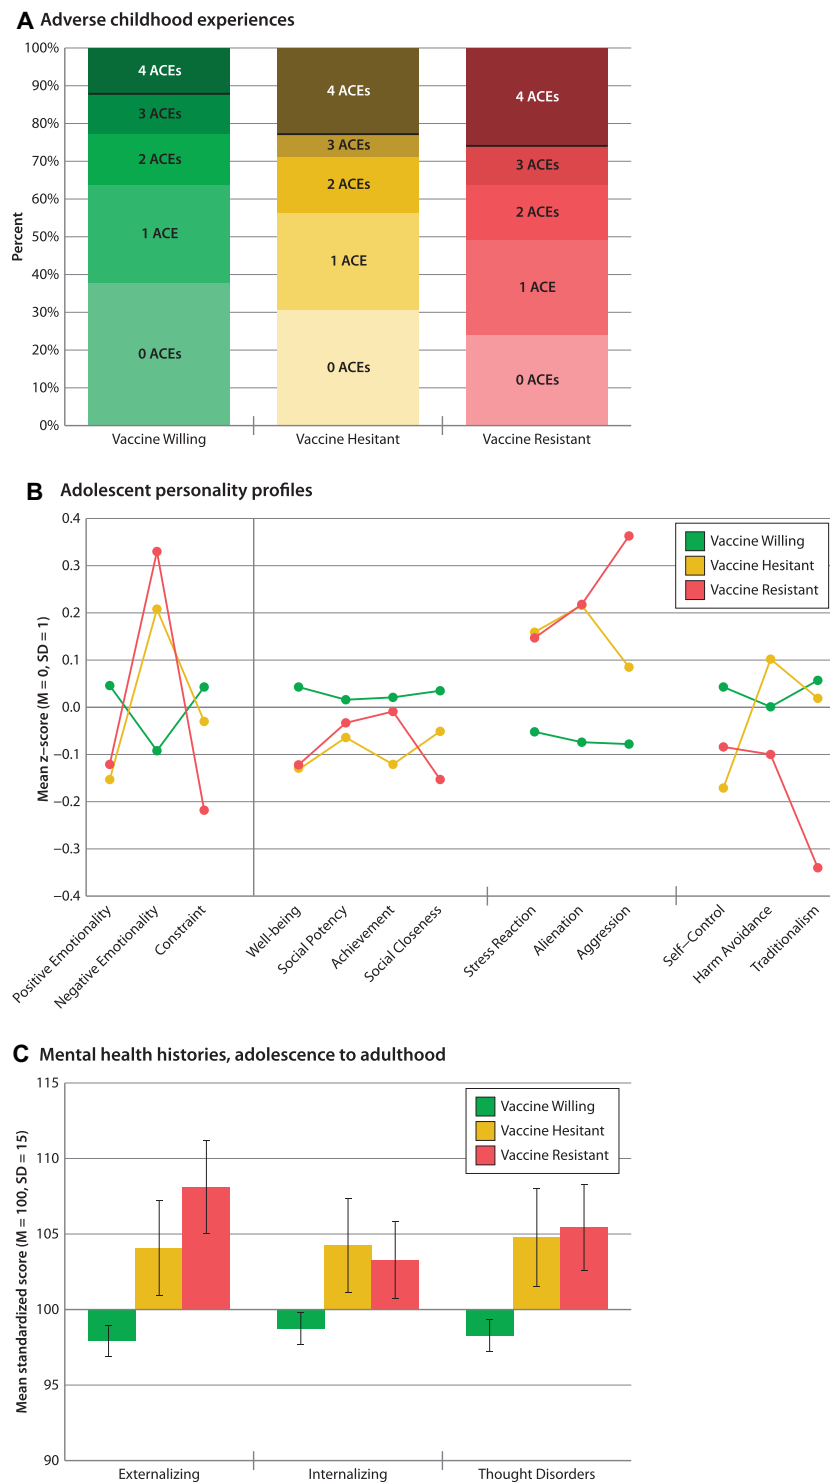 A Adverse childhood experiences
100%
90%
80%
70%
60%
50%
40%
30%
20%
10%
0%
Percent
4 ACEs
3 ACEs
2 ACEs
1 ACE
0 ACEs
4 ACEs
3 ACEs
2 ACEs
1 ACE
0 ACEs
4 ACEs
3 ACEs
2 ACEs
1 ACE
0 ACEs
Vaccine Willing
Vaccine Hesitant
Vaccine Resistant
B Adolescent personality profiles
0.4
0.3
0.2
0.1
0.0
−0.1
−0.2
−0.3
−0.4
Mean z−score (M = 0, SD = 1)
Vaccine Willing
Vaccine Hesitant
Vaccine Resistant
Positive Emotionality
Negative Emotionality
Constraint
Well-being
Social Potency
Achievement
Social Closeness
Stress Reaction
Alienation
Aggression
Self−Control
Harm Avoidance
Traditionalism
C Mental health histories, adolescence to adulthood
115
110
105
100
95
90
Mean standardized score (M = 100, SD = 15)
Vaccine Willing
Vaccine Hesitant
Vaccine Resistant
Externalizing
Internalizing
Thought Disorders